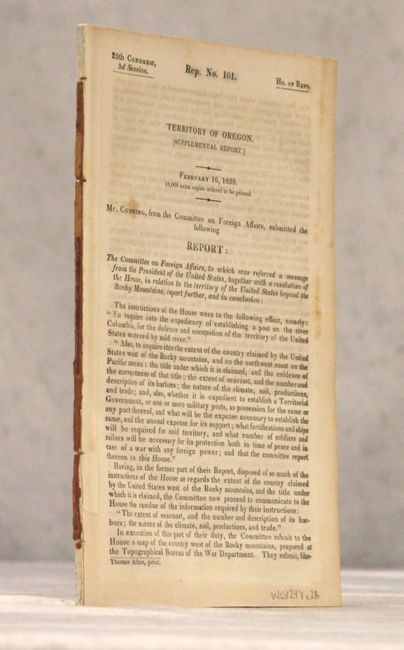 25th Congress,
3d Session.
Rep. No. 101.
Ho. of Reps.
TERRITORY OF OREGON.
[SUPPLEMENTAL REPORT.]
February 16, 1839.
10,000 extra copies ordered to be printed.
Mr. Cushing, from the Committee on Foreign Affairs, submitted the
following
REPORT:
The Committee on Foreign Affairs, to which was referred a message
from the President of the United States, together with a resolution of
the House, in relation to the territory of the United States beyond the
Rocky Mountains, report further, and in conclusion:
The instructions of the House were to the following effect, namely:
"To inquire into the expediency of establishing a post on the river
Columbia, for the defence and occupation of the territory of the United
States watered by said river."
"Also, to inquire into the extent of the country claimed by the United
States west of the Rocky mountains, and on the northwest coast on the
Pacific ocean: the title under which it is claimed, and the evidence of
the correctness of that title; the extent of seacoast, and the number and
description of its harbors; the nature of the climate, soil, productions,
and trade; and, also, whether it is expedient to establish a Territorial
Government, or one or more military posts, as possession for the same or
any part thereof, and what will be the expense necessary to establish the
same, and the annual expense for its support; what fortifications and ships
will be required for said territory, and what number of soldiers and
sailors will be necessary for its protection both in time of peace and in
case of a war with any foreign power; and that the committee report
thereon to this House."
Having, in the former part of their Report, disposed of so much of the
instructions of the House as regards the extent of the country claimed
by the United States west of the Rocky mountains, and the title under
which it is claimed, the Committee now proceed to communicate to the
House the residue of the information required by their instructions:
"The extent of seacoast, and the number and description of its har-
bors; the nature of the climate, soil, productions, and trade."
In execution of this part of their duty, the Committee submit to the
House a map of the country west of the Rocky mountains, prepared at
the Topographical Bureau of the War Department. They submit, like-
Thomas Allen, print.